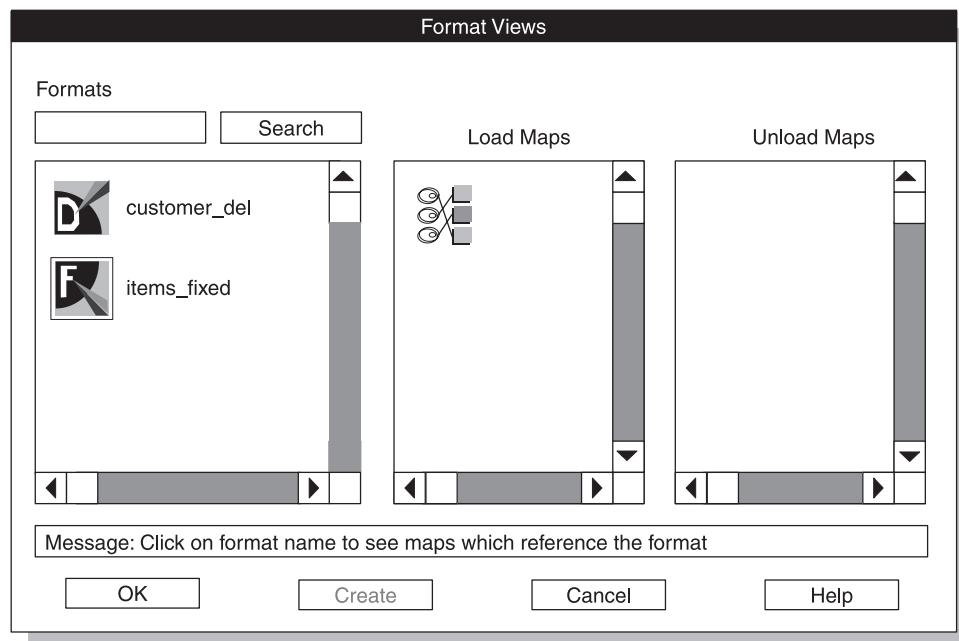 Format Views
Formats
Search
Load Maps
Unload Maps
D
customer_del
F
items_fixed
Message: Click on format name to see maps which reference the format
OK
Create
Cancel
Help